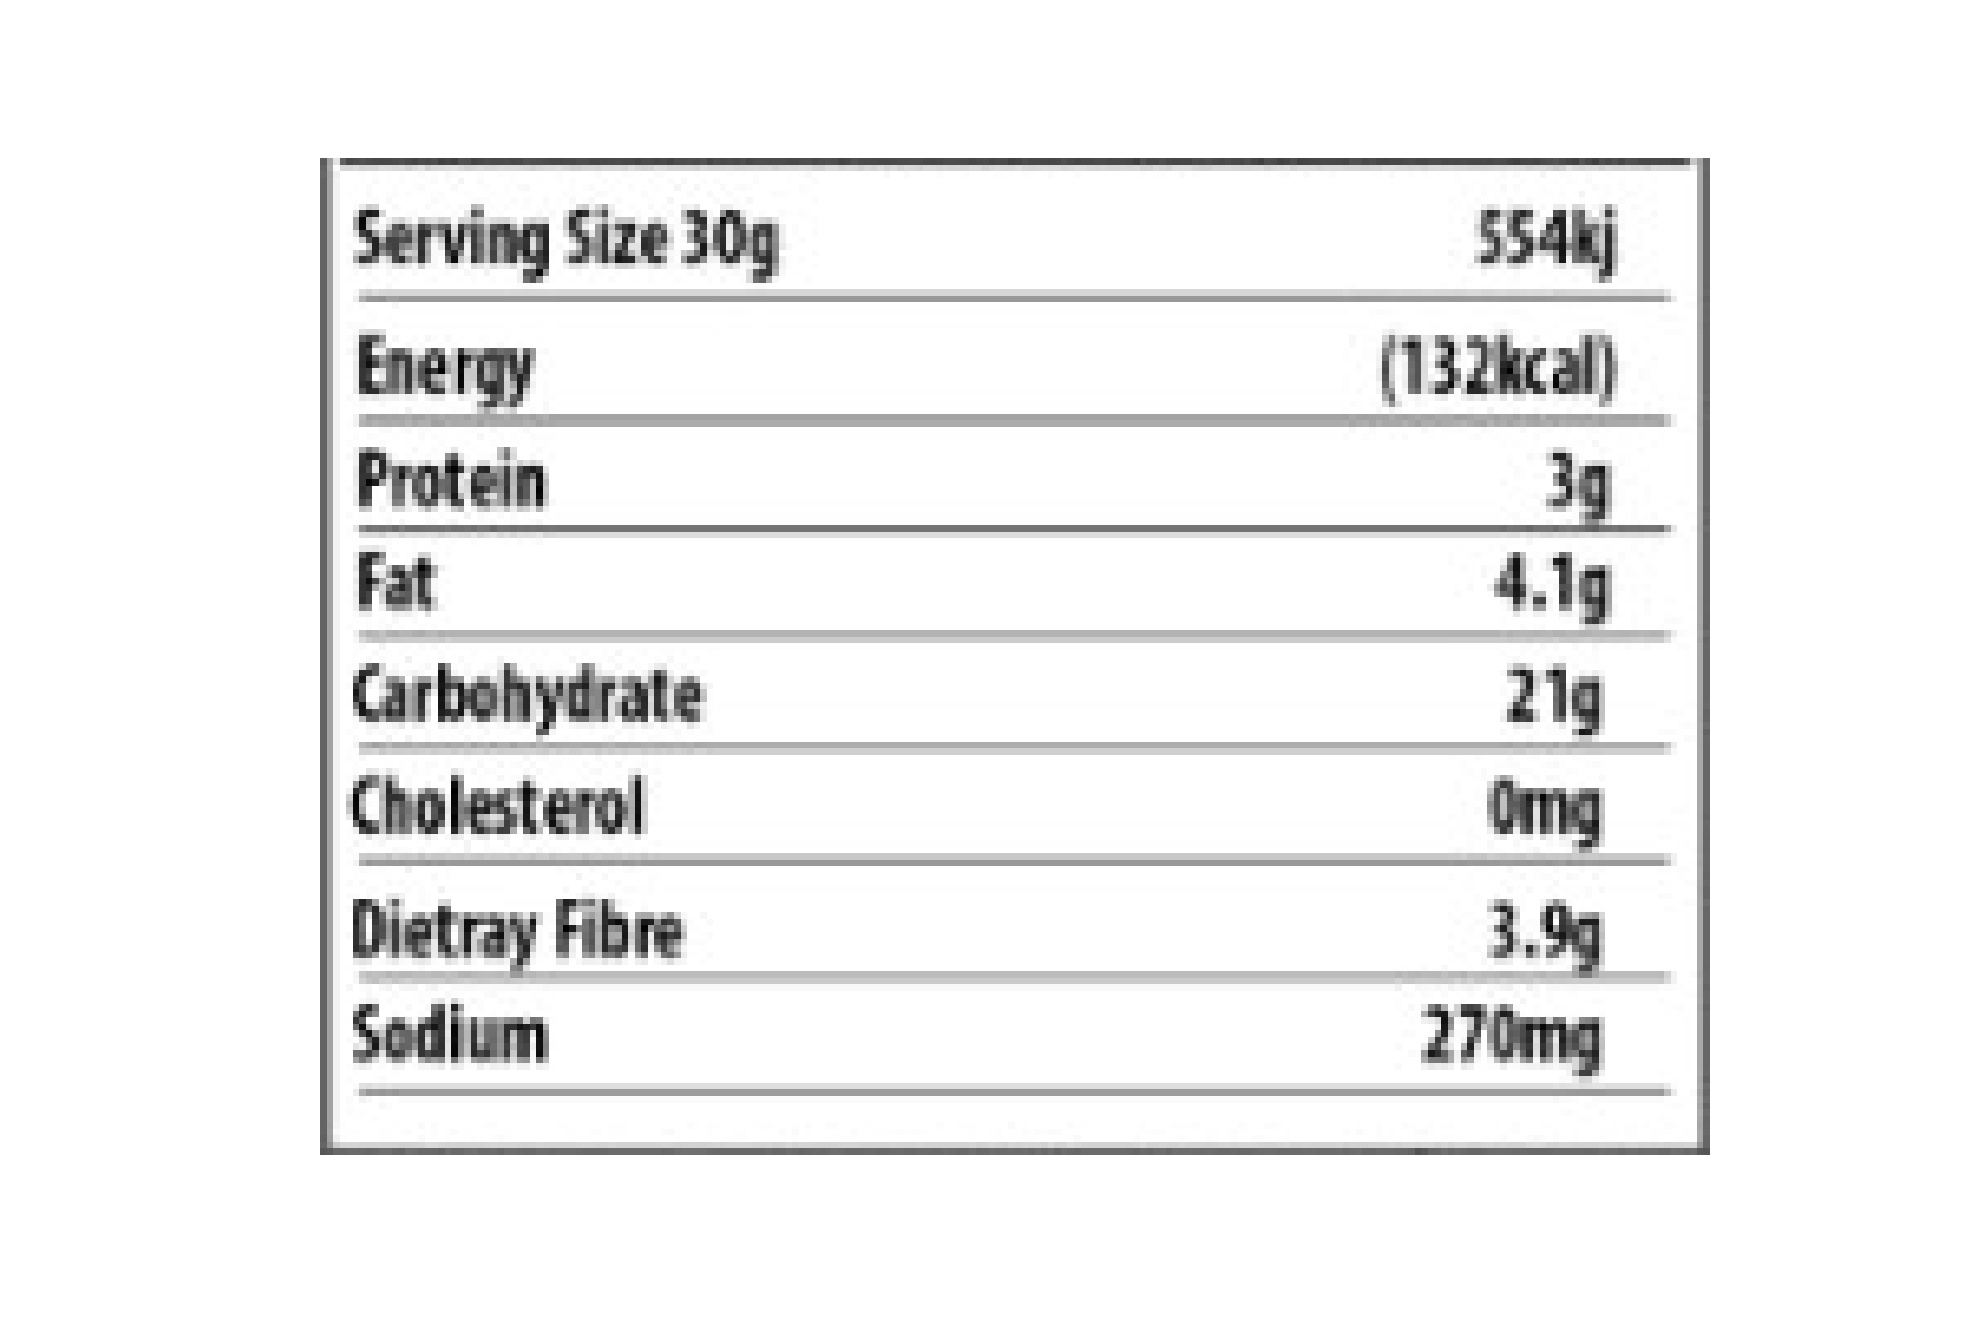 Serving Size 30g 554kj
Energy (132kcal)
Protein 3g
Fat 4.1g
Carbohydrate 21g
Cholesterol 0mg
Dietray Fibre 3.9g
Sodium 270mg